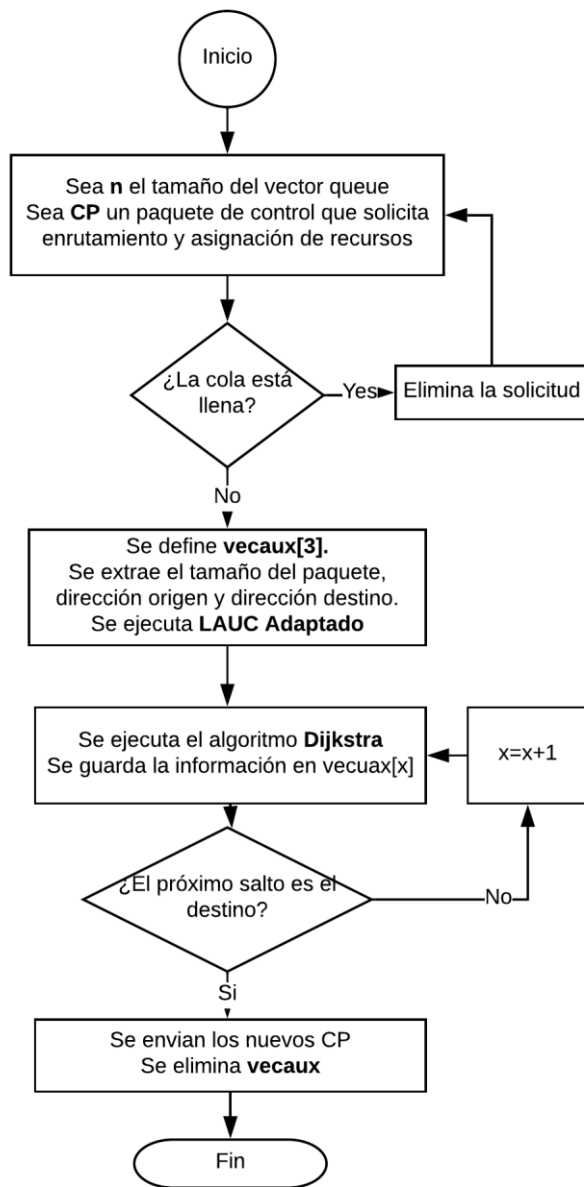 Inicio
Sea n el tamaño del vector queue
Sea CP un paquete de control que solicita
enrutamiento y asignación de recursos
¿La cola está
llena?
Yes
Elimina la solicitud
No
Se define vecaux[3].
Se extrae el tamaño del paquete,
dirección origen y dirección destino.
Se ejecuta LAUC Adaptado
Se ejecuta el algoritmo Dijkstra
Se guarda la información en vecuax[x]
x=x+1
¿El próximo salto es el
destino?
No
Si
Se envian los nuevos CP
Se elimina vecaux
Fin